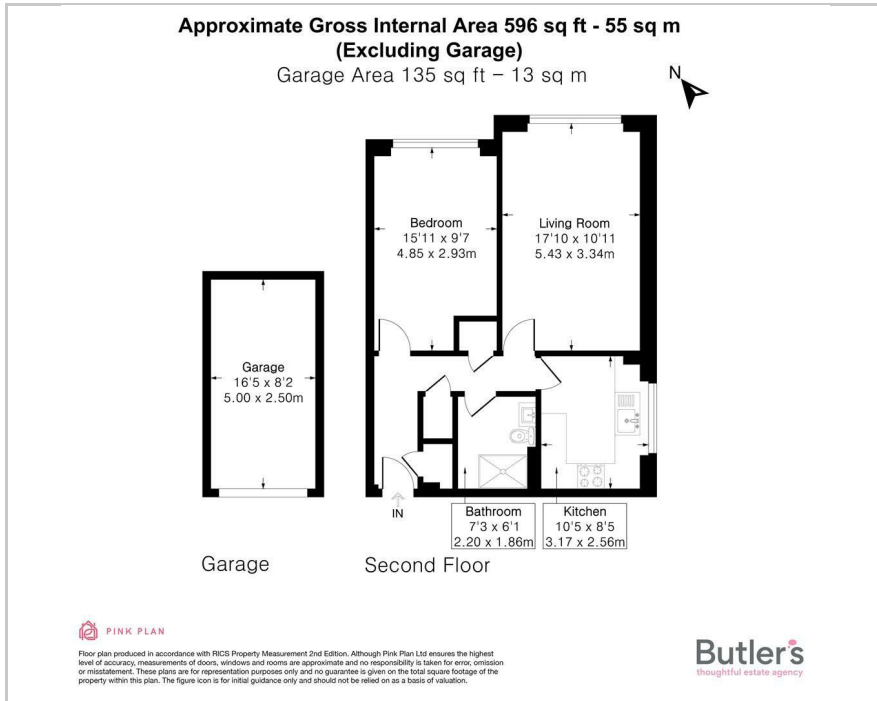 Approximate Gross Internal Area 596 sq ft - 55 sq m
(Excluding Garage)
Garage Area 135 sq ft – 13 sq m
N
Bedroom
15'11 x 9'7
4.85 x 2.93m
Living Room
17'10 x 10'11
5.43 x 3.34m
Garage
16'5 x 8'2
5.00 x 2.50m
IN
Bathroom
7'3 x 6'1
2.20 x 1.86m
Kitchen
10'5 x 8'5
3.17 x 2.56m
Garage
Second Floor
PINK PLAN
Floor plan produced in accordance with RICS Property Measurement 2nd Edition. Although Pink Plan Ltd ensures the highest
level of accuracy, measurements of doors, windows and rooms are approximate and no responsibility is taken for error, omission
or misstatement. These plans are for representation purposes only and no guarantee is given on the total square footage of the
property within this plan. The figure icon is for initial guidance only and should not be relied on as a basis of valuation.
Butler's
thoughtful estate agency